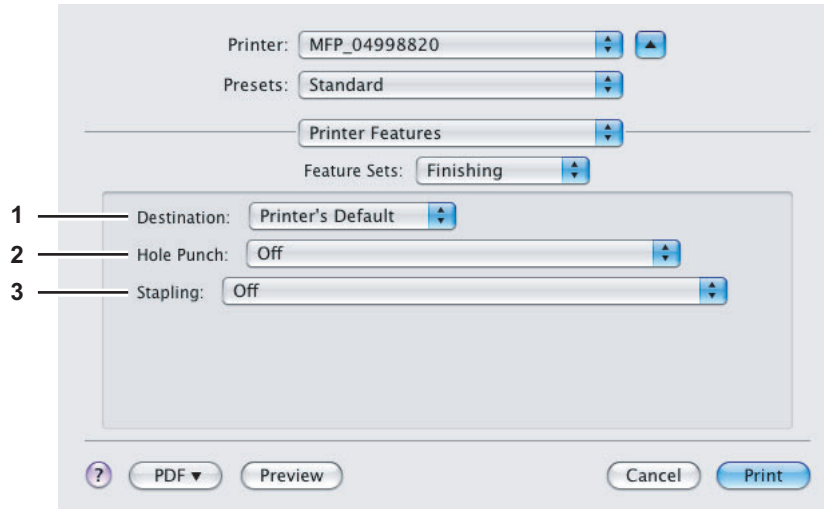 Printer: MFP_04998820
Presets: Standard
Printer Features
Feature Sets: Finishing
1 Destination: Printer's Default
2 Hole Punch: Off
3 Stapling: Off
? PDF ▼ Preview Cancel Print